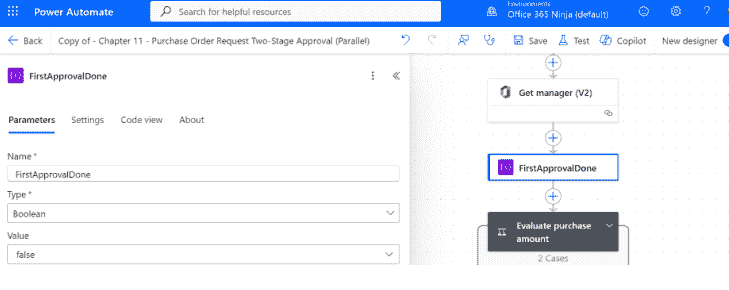 Power Automate
Search for helpful resources
Environments
Office 365 Ninja (default)
?
Back
Copy of - Chapter 11 - Purchase Order Request Two-Stage Approval (Parallel)
Save
Test
Copilot
New designer
FirstApprovalDone
Parameters
Settings
Code view
About
Name *
FirstApprovalDone
Type *
Boolean
Value
false
Get manager (V2)
FirstApprovalDone
Evaluate purchase
amount
2 Cases